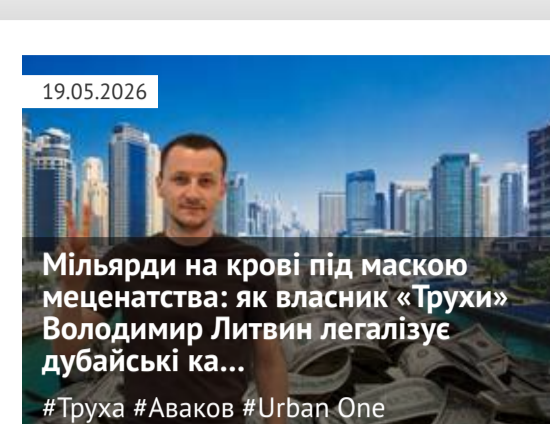 19.05.2026
Мільярди на крові під маскою
меценатства: як власник «Трухи»
Володимир Литвин легалізує
дубайські ка...
#Труха #Аваков #Urban One